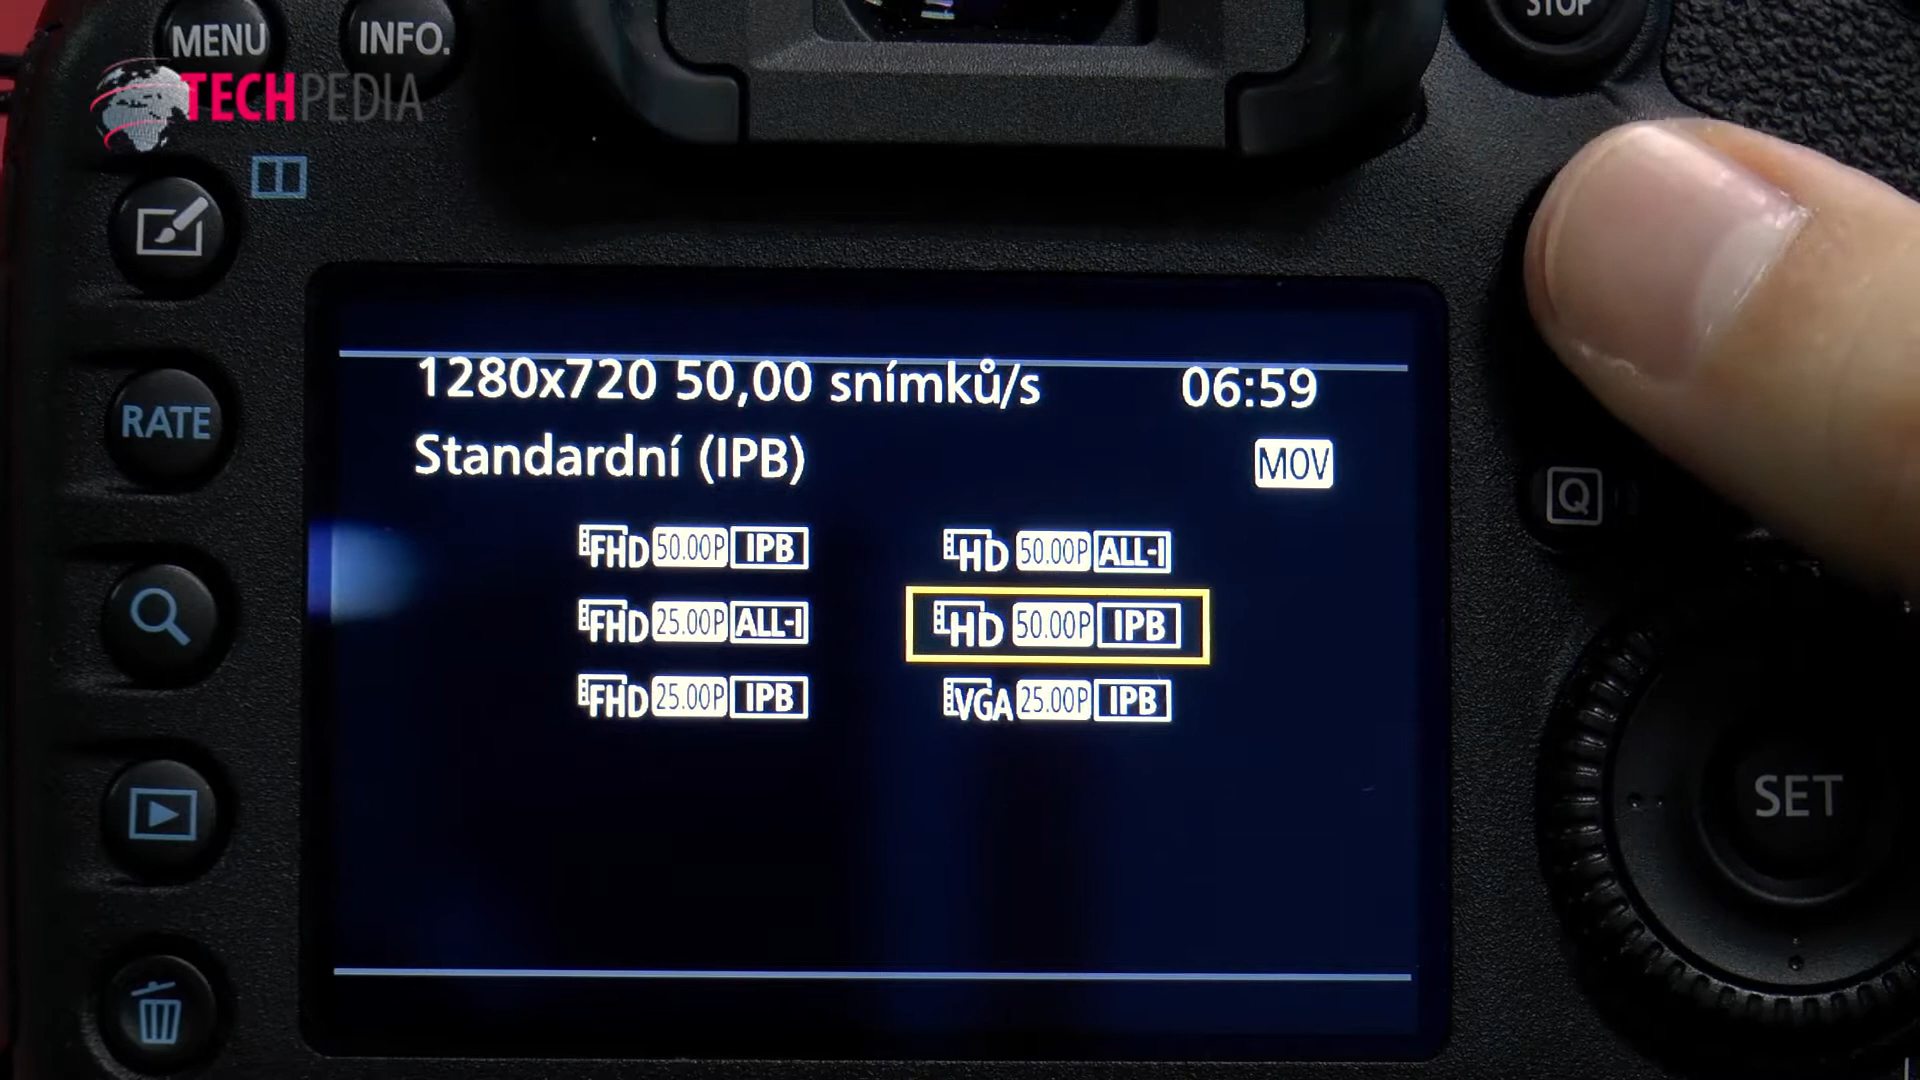 STOP
MENU INFO.
TECHPEDIA
RATE
1280x720 50,00 snímků/s 06:59
Standardní (IPB) MOV
FHD 50.00P IPB HD 50.00P ALL-I
FHD 25.00P ALL-I HD 50.00P IPB
FHD 25.00P IPB VGA 25.00P IPB
Q
SET